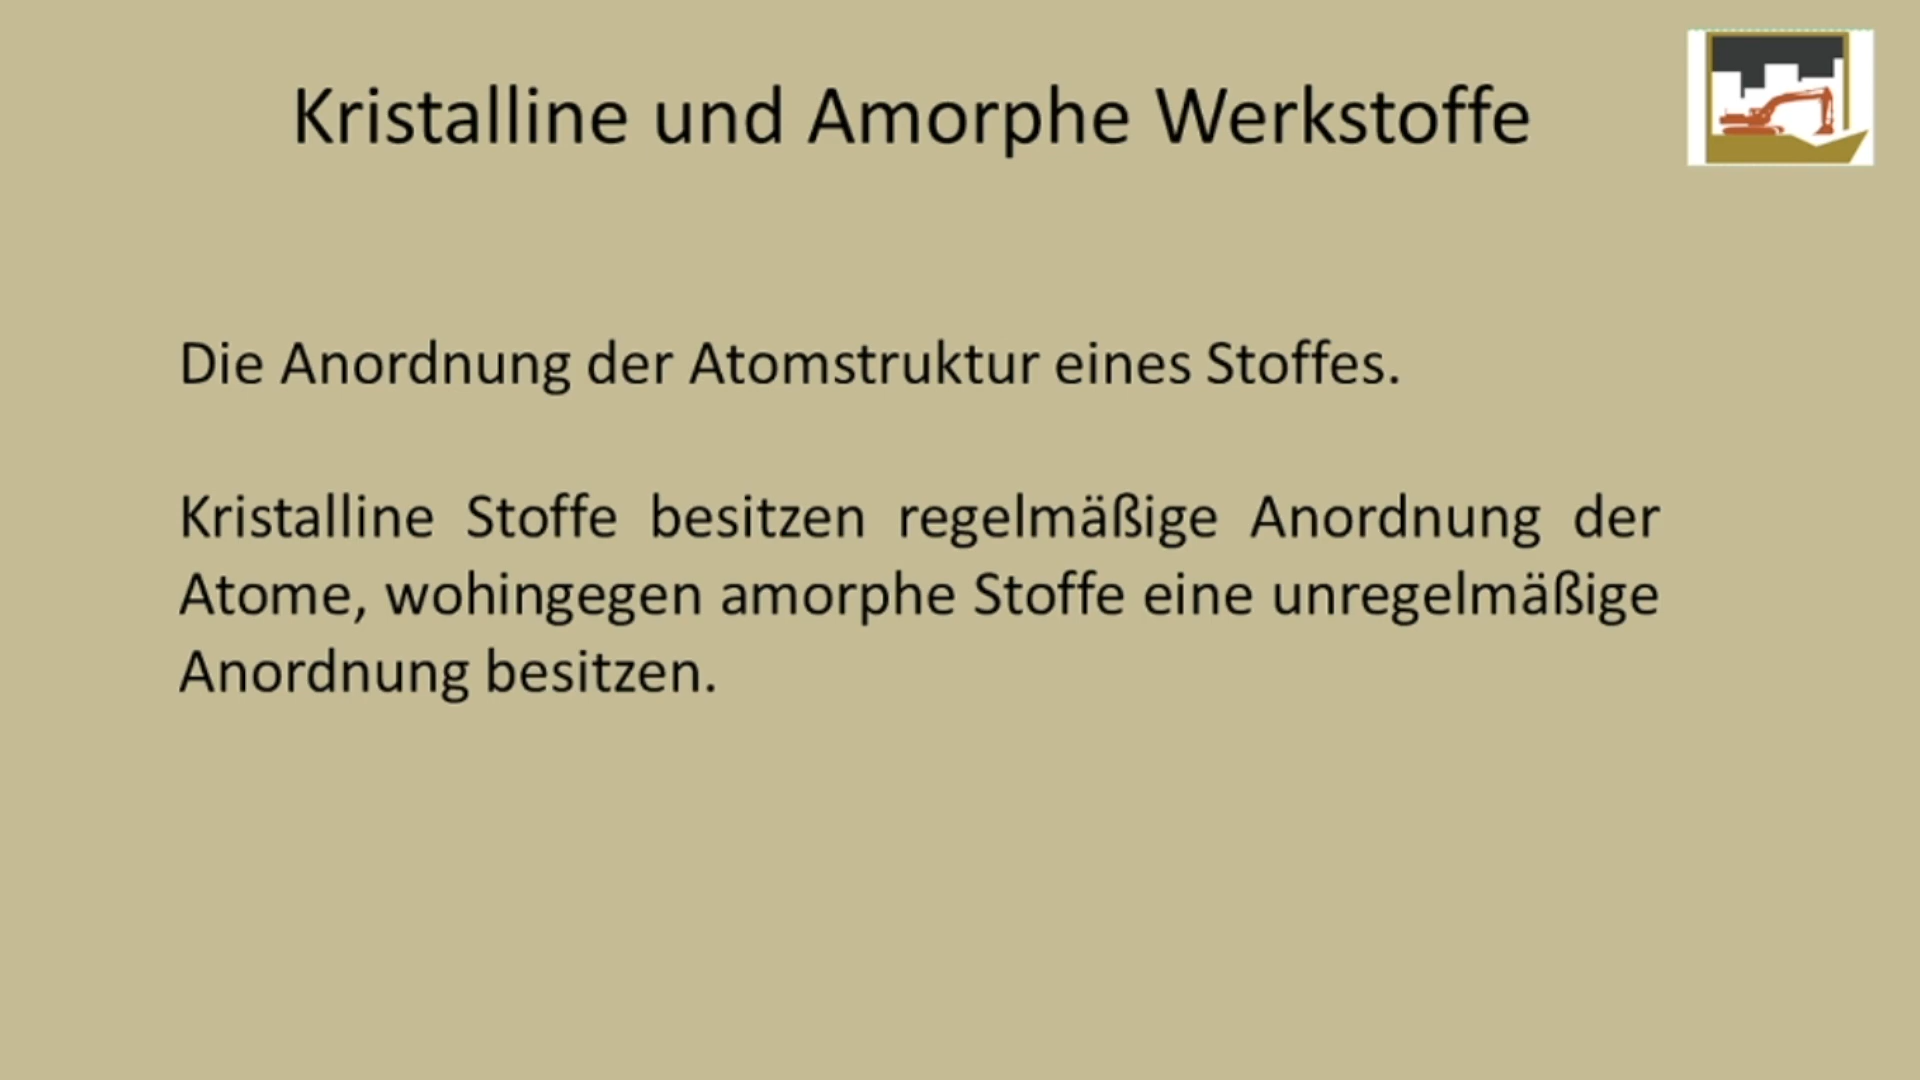 Kristalline und Amorphe Werkstoffe
Die Anordnung der Atomstruktur eines Stoffes.
Kristalline Stoffe besitzen regelmäßige Anordnung der
Atome, wohingegen amorphe Stoffe eine unregelmäßige
Anordnung besitzen.